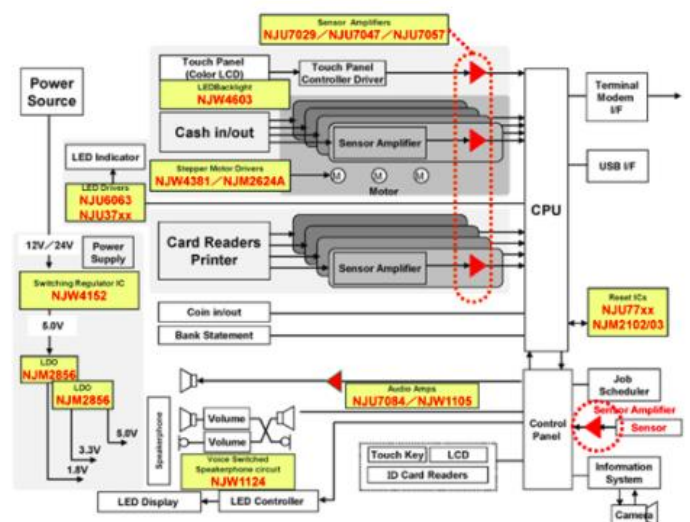 Sensor Amplifiers
NJU7029／NJU7047／NJU7057
Power
Source
Touch Panel
(Color LCD)
Touch Panel
Controller Driver
LEDBacklight
NJW4603
Cash in/out
Sensor Amplifier
Stepper Motor Drivers
NJW4381／NJM2624A
M
M
M
Motor
LED Indicator
LED Drivers
NJU6063
NJU37xx
CPU
Terminal
Modem
I/F
USB I/F
12V／24V
Power
Supply
Switching Regulator IC
NJW4152
5.0V
LDO
NJM2856
LDO
NJM2856
5.0V
3.3V
1.8V
Card Readers
Printer
Sensor Amplifier
Coin in/out
Bank Statement
Reset ICs
NJU77xx
NJM2102/03
Audio Amps
NJU7084／NJW1105
Speakerphone
Volume
Volume
Voice Switched
Speakerphone circuit
NJW1124
LED Display
LED Controller
Touch Key
LCD
ID Card Readers
Control
Panel
Job
Scheduler
Sensor Amplifier
Sensor
Information
System
Camera